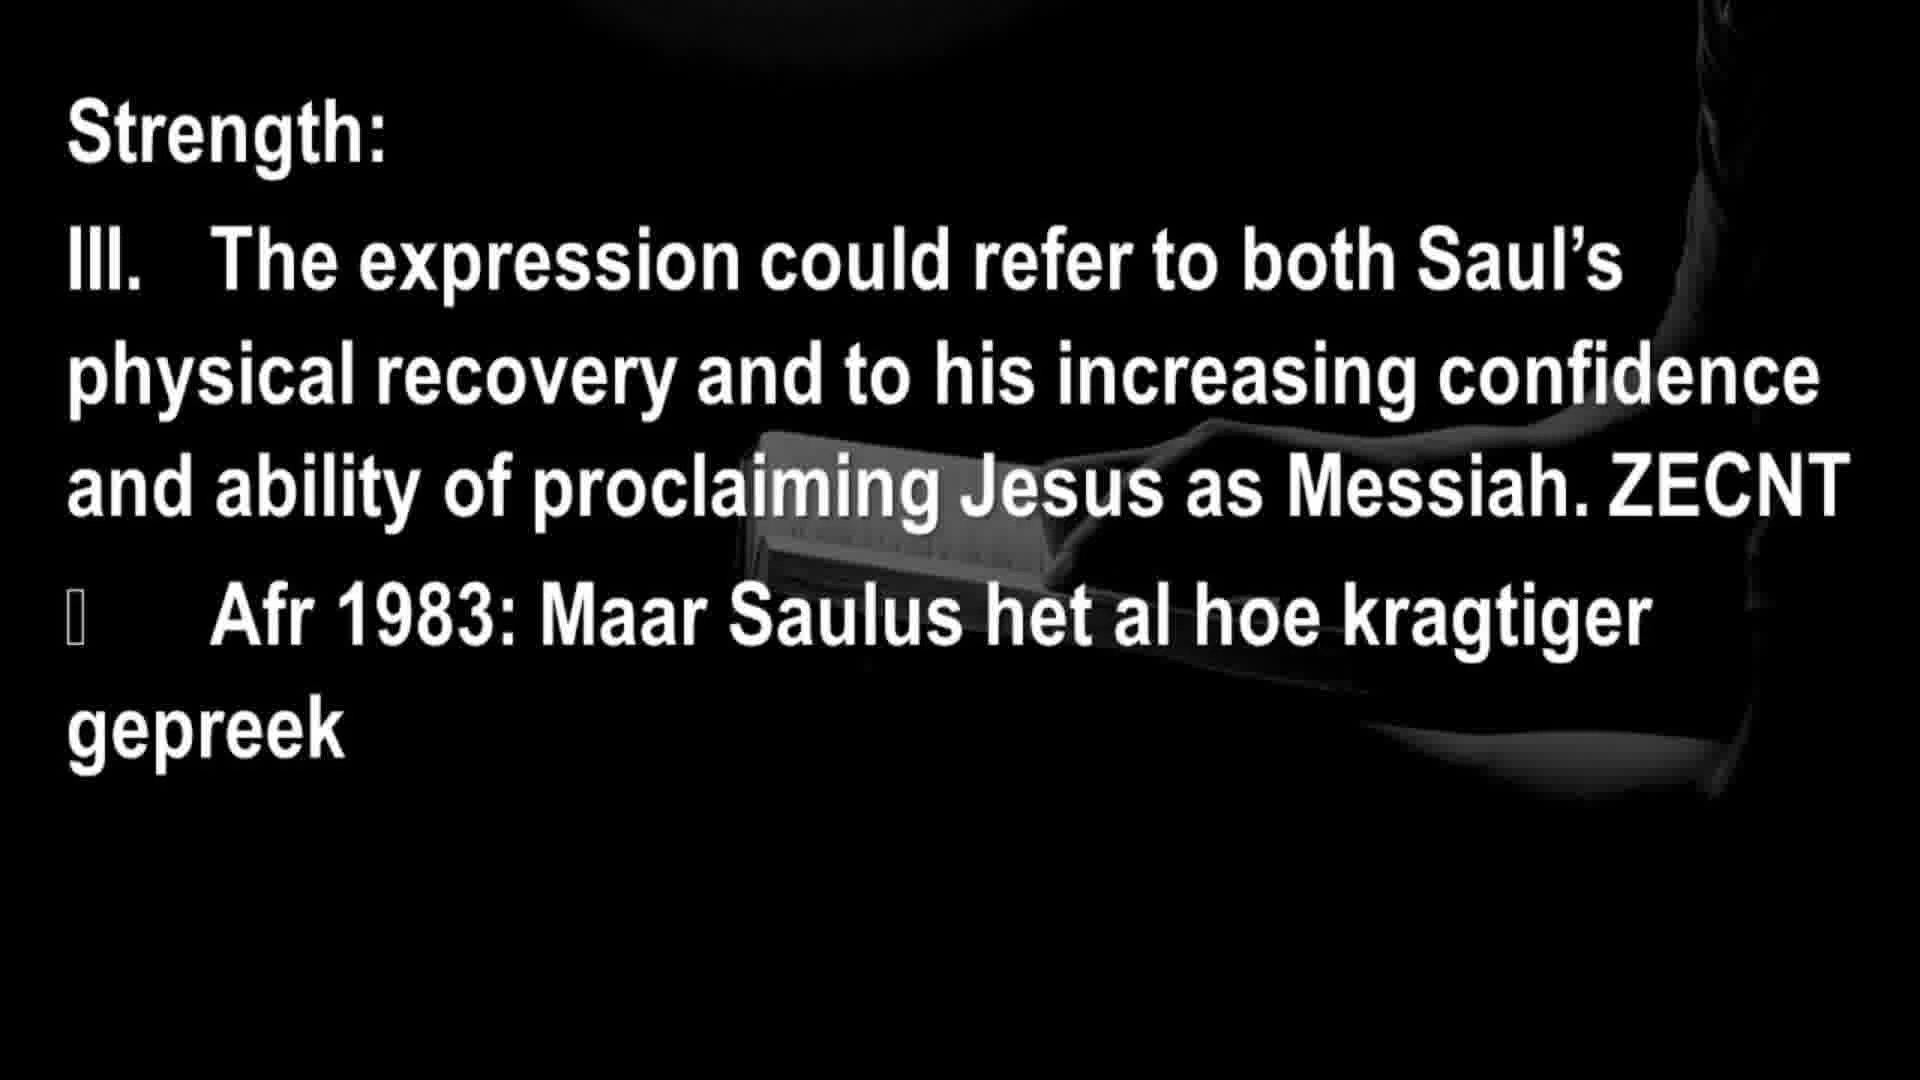 Strength:
III. The expression could refer to both Saul’s
physical recovery and to his increasing confidence
and ability of proclaiming Jesus as Messiah. ZECNT
Afr 1983: Maar Saulus het al hoe kragtiger
gepreek